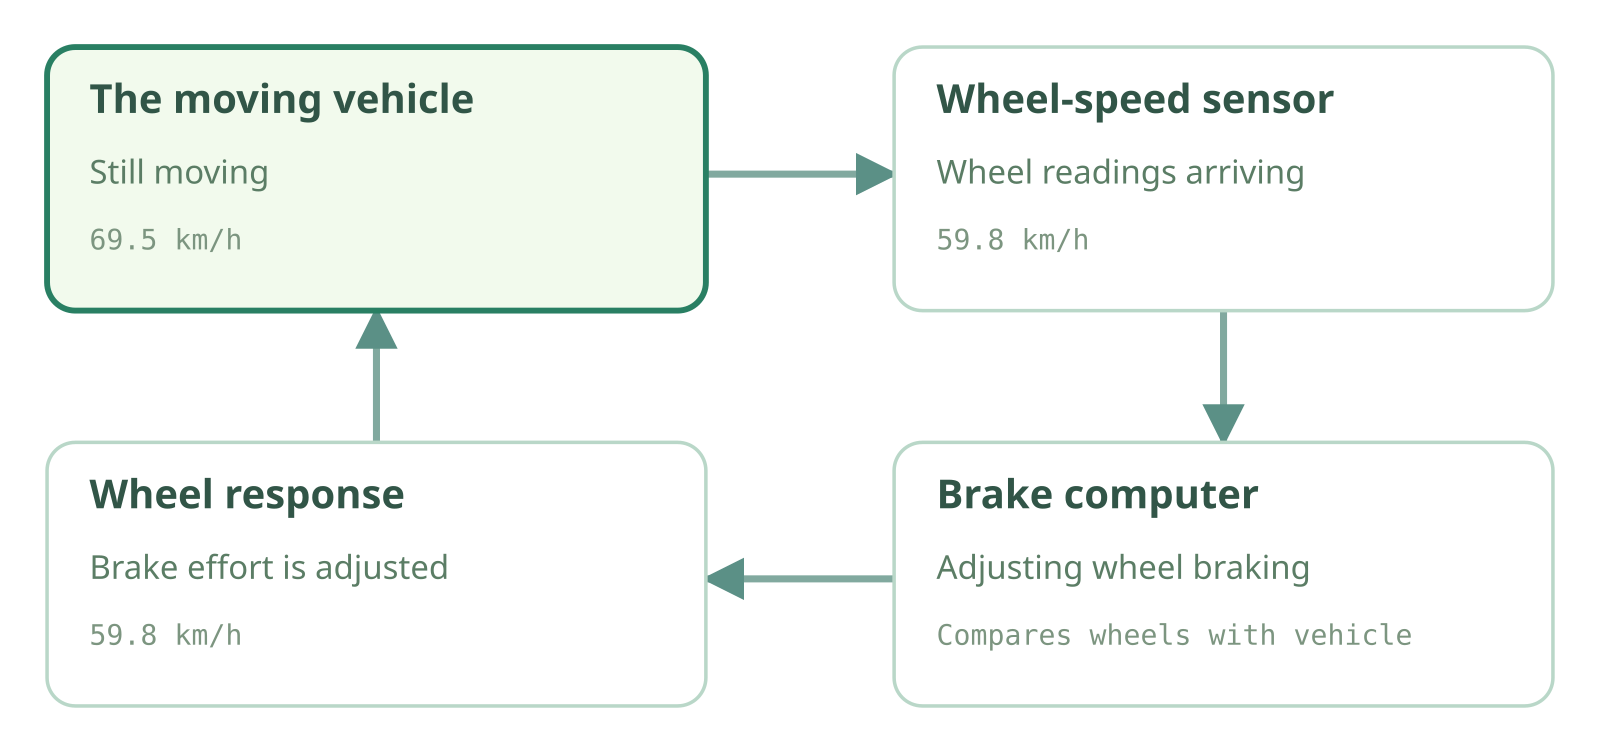 The moving vehicle
Still moving
69.5 km/h
Wheel-speed sensor
Wheel readings arriving
59.8 km/h
Wheel response
Brake effort is adjusted
59.8 km/h
Brake computer
Adjusting wheel braking
Compares wheels with vehicle